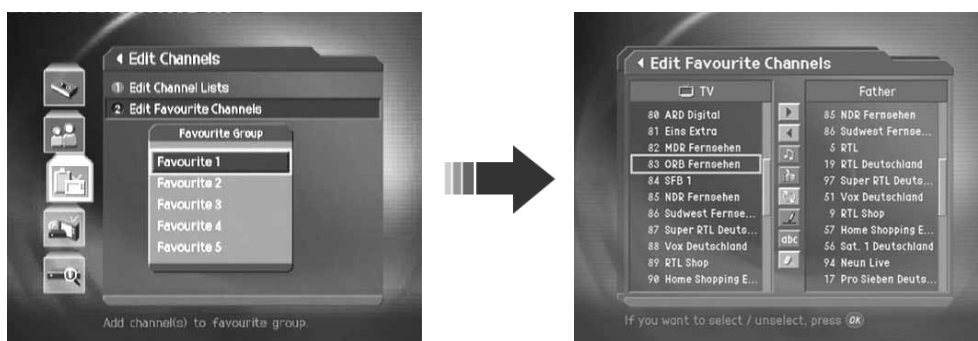 Edit Channels
1 Edit Channel Lists
2 Edit Favourite Channels
Favourite Group
Favourite 1
Favourite 2
Favourite 3
Favourite 4
Favourite 5
Add channel(s) to favourite group.
Edit Favourite Channels
TV
80 ARD Digital
81 Eins Extra
82 MDR Fernsehen
83 ORB Fernsehen
84 SFB 1
85 NDR Fernsehen
86 Sudwest Fernse...
87 Super RTL Deuts...
88 Vox Deutschland
89 RTL Shop
90 Home Shopping E...
abc
Father
85 NDR Fernsehen
86 Sudwest Fernse...
5 RTL
19 RTL Deutschland
97 Super RTL Deuts...
51 Vox Deutschland
9 RTL Shop
57 Home Shopping E...
56 Sat. 1 Deutschland
94 Neun Live
17 Pro Sieben Deuts...
If you want to select / unselect, press OK